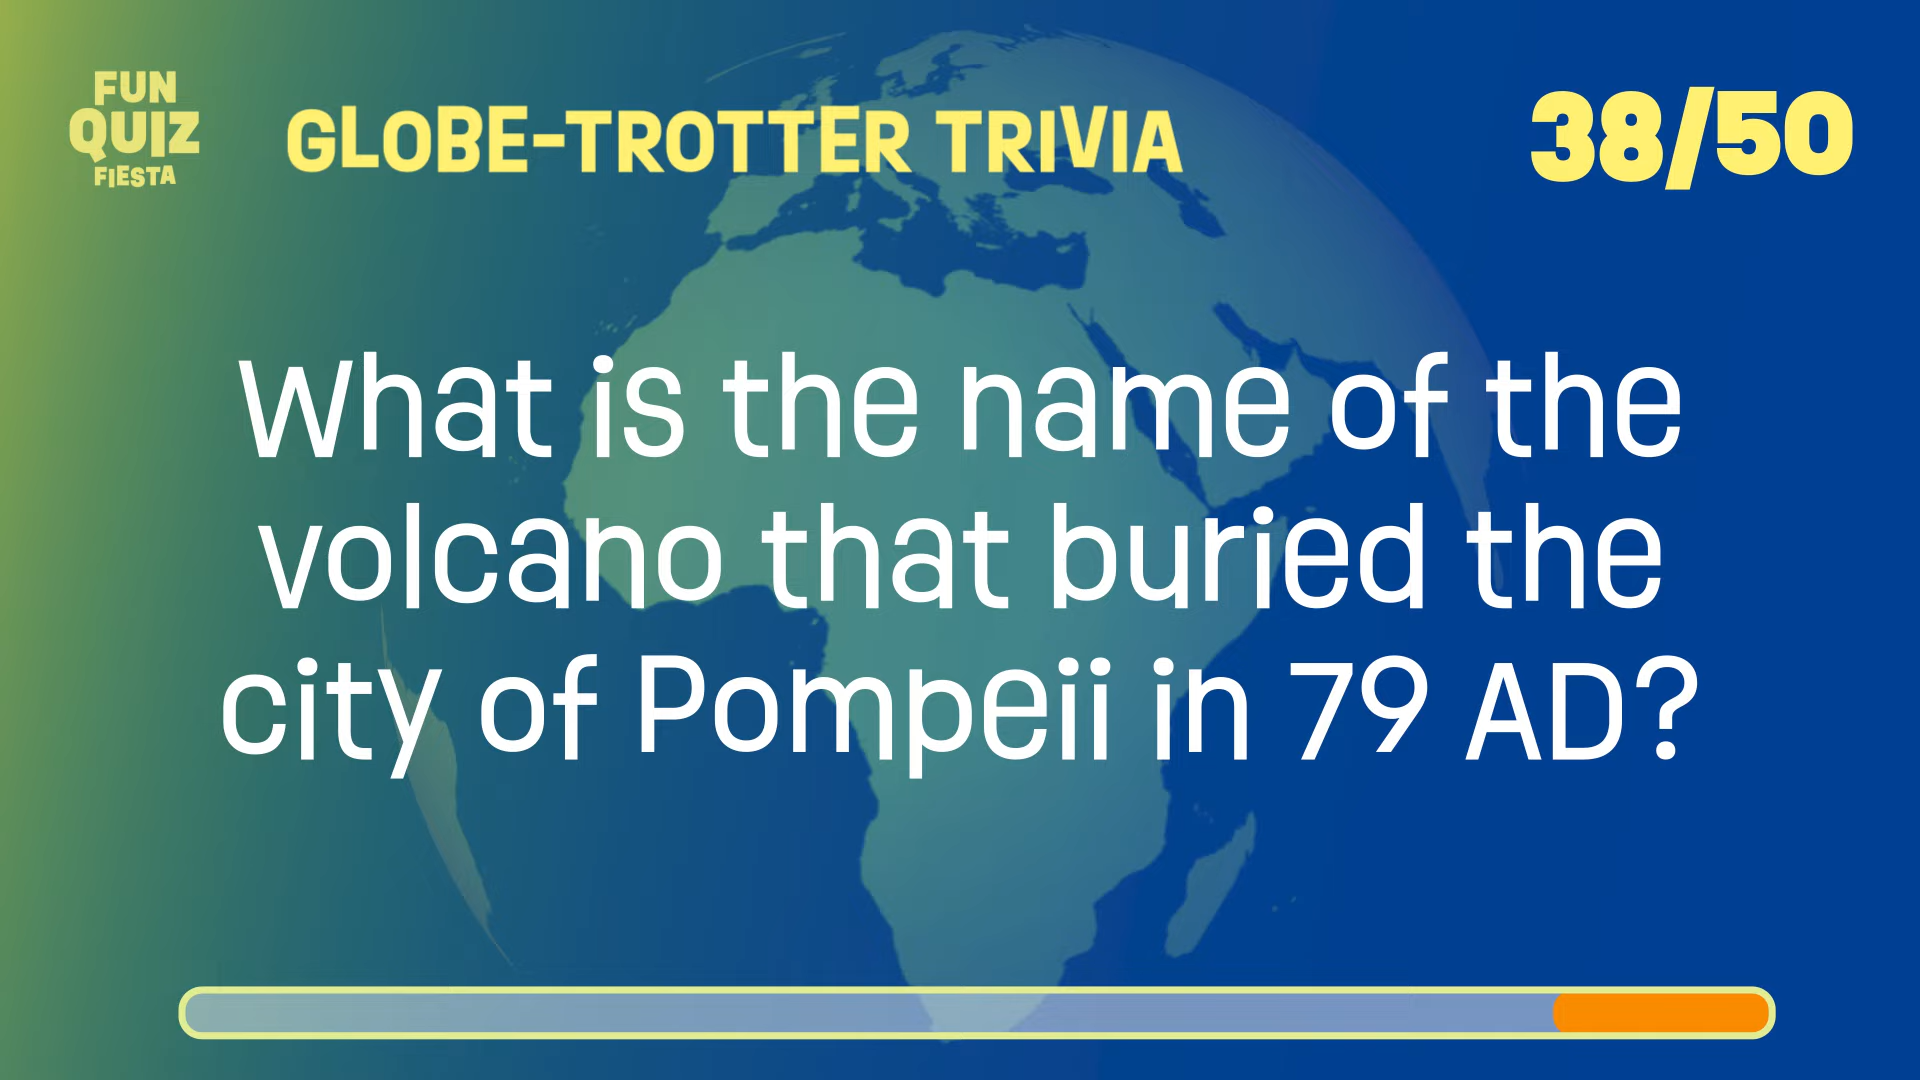 FUN
QUIZ
FIESTA
GLOBE-TROTTER TRIVIA
38/50
What is the name of the
volcano that buried the
city of Pompeii in 79 AD?